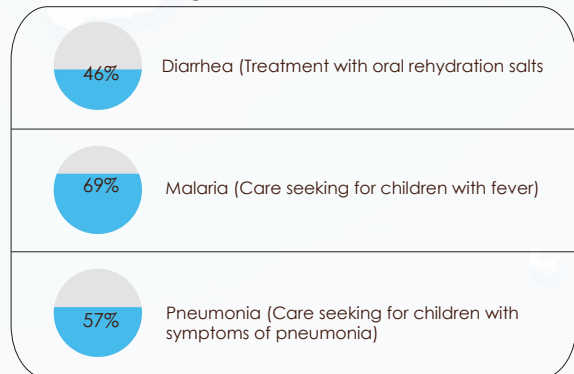 46%
Diarrhea (Treatment with oral rehydration salts
69%
Malaria (Care seeking for children with fever)
57%
Pneumonia (Care seeking for children with
symptoms of pneumonia)